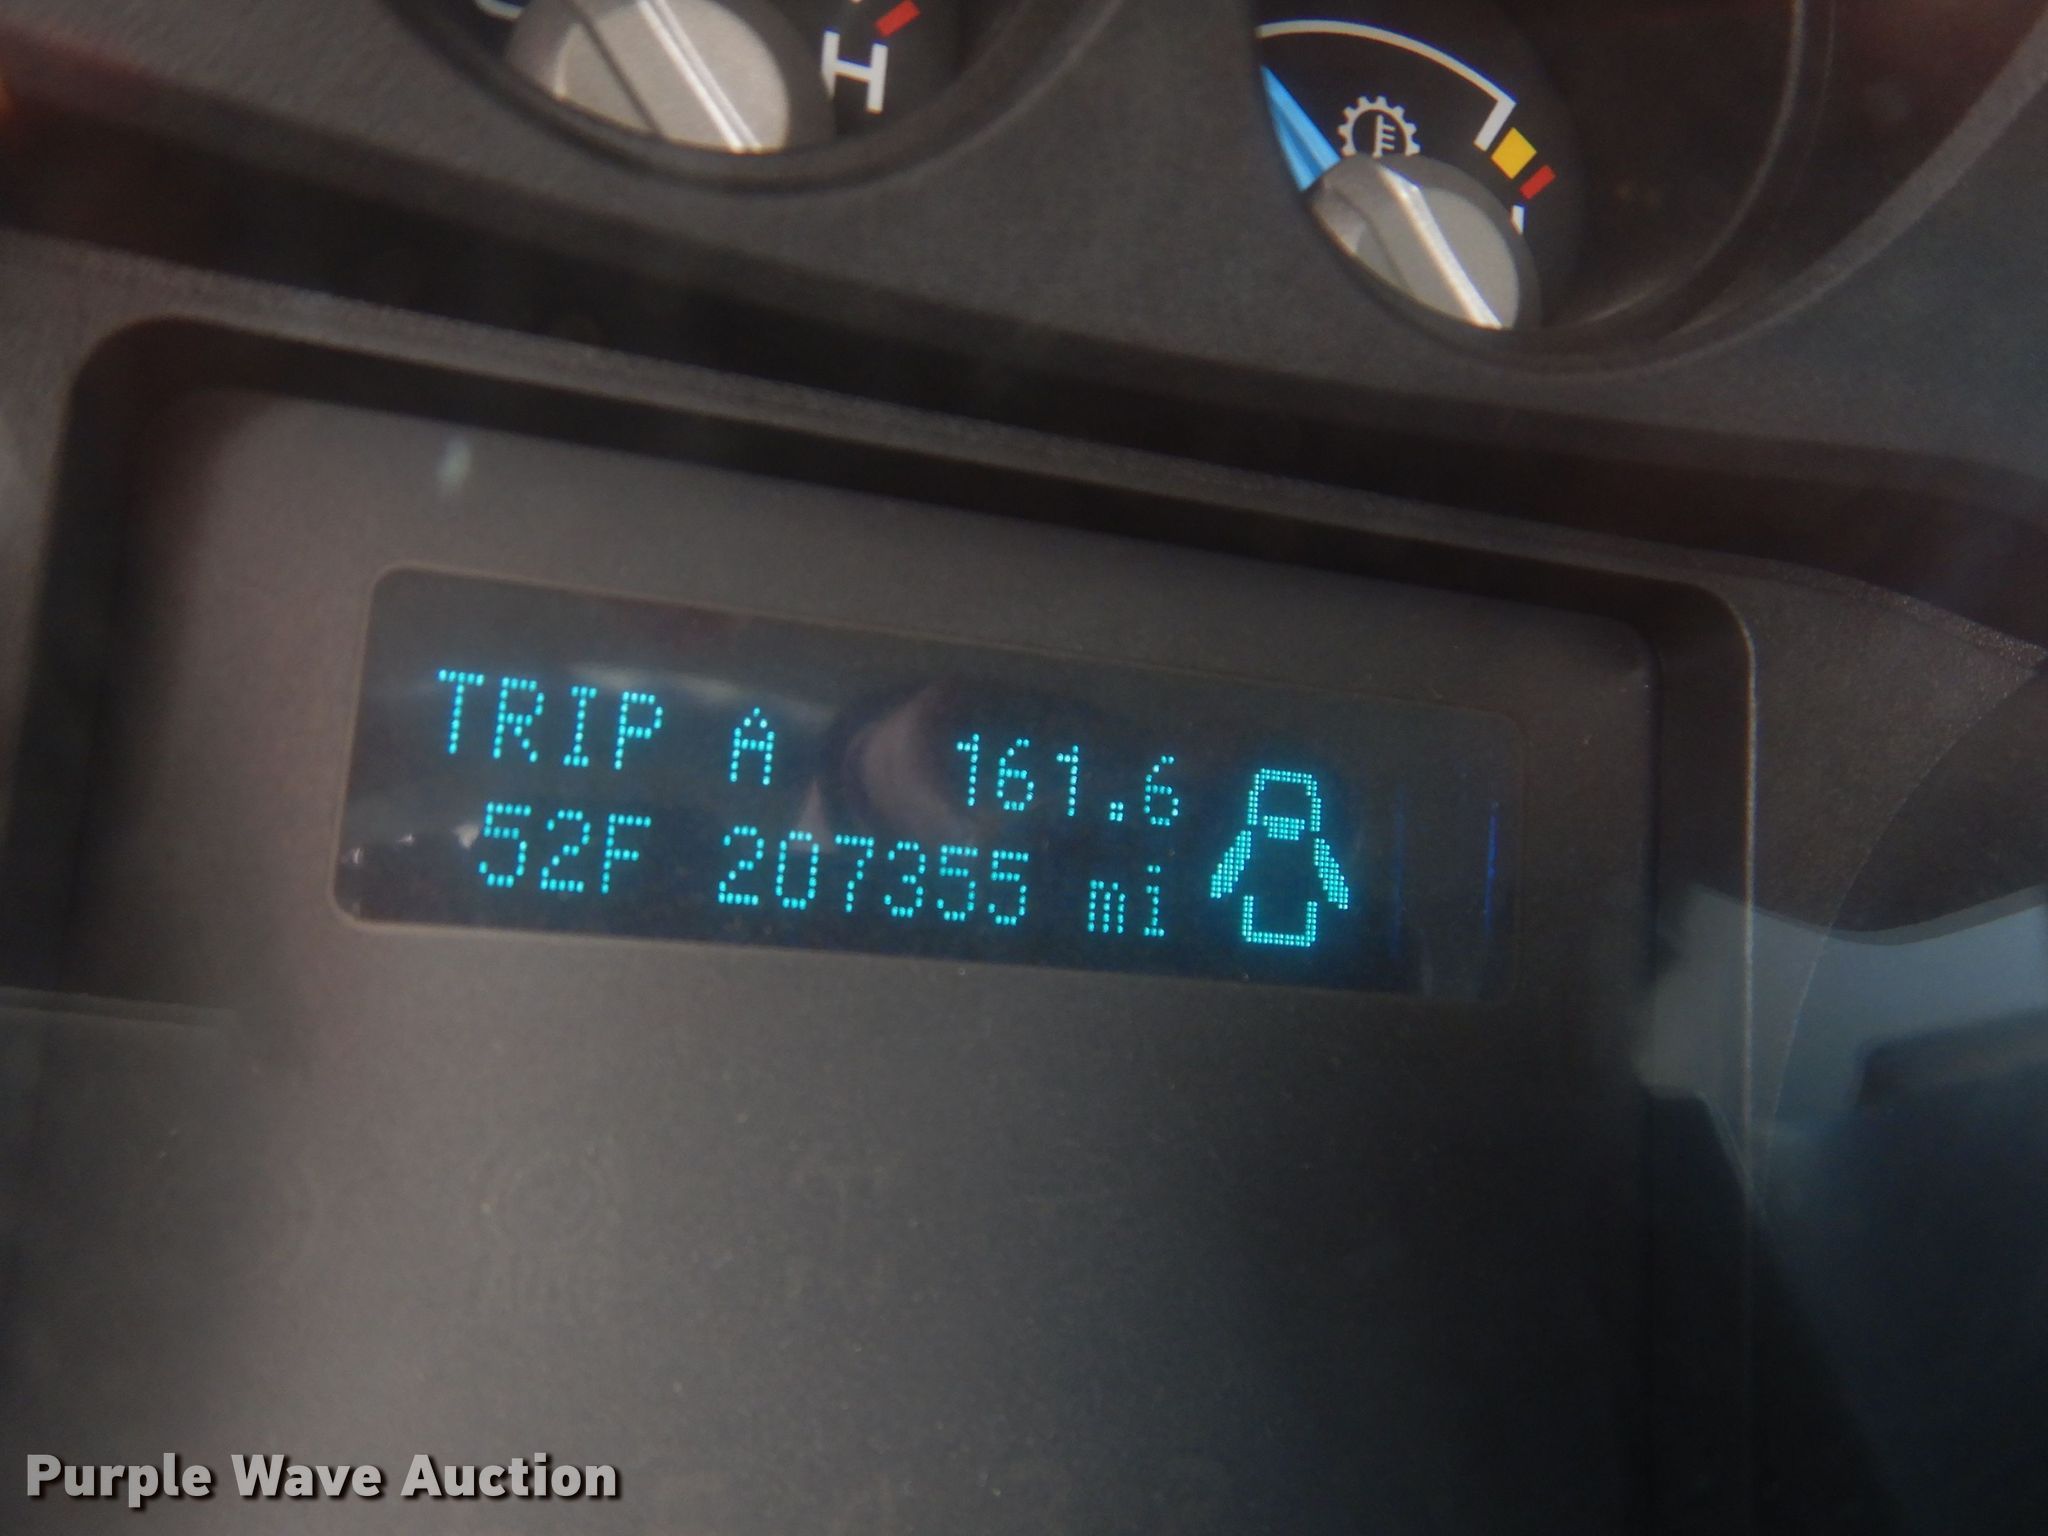 H
TRIP A 161.6
52F 207355 mi
Purple Wave Auction